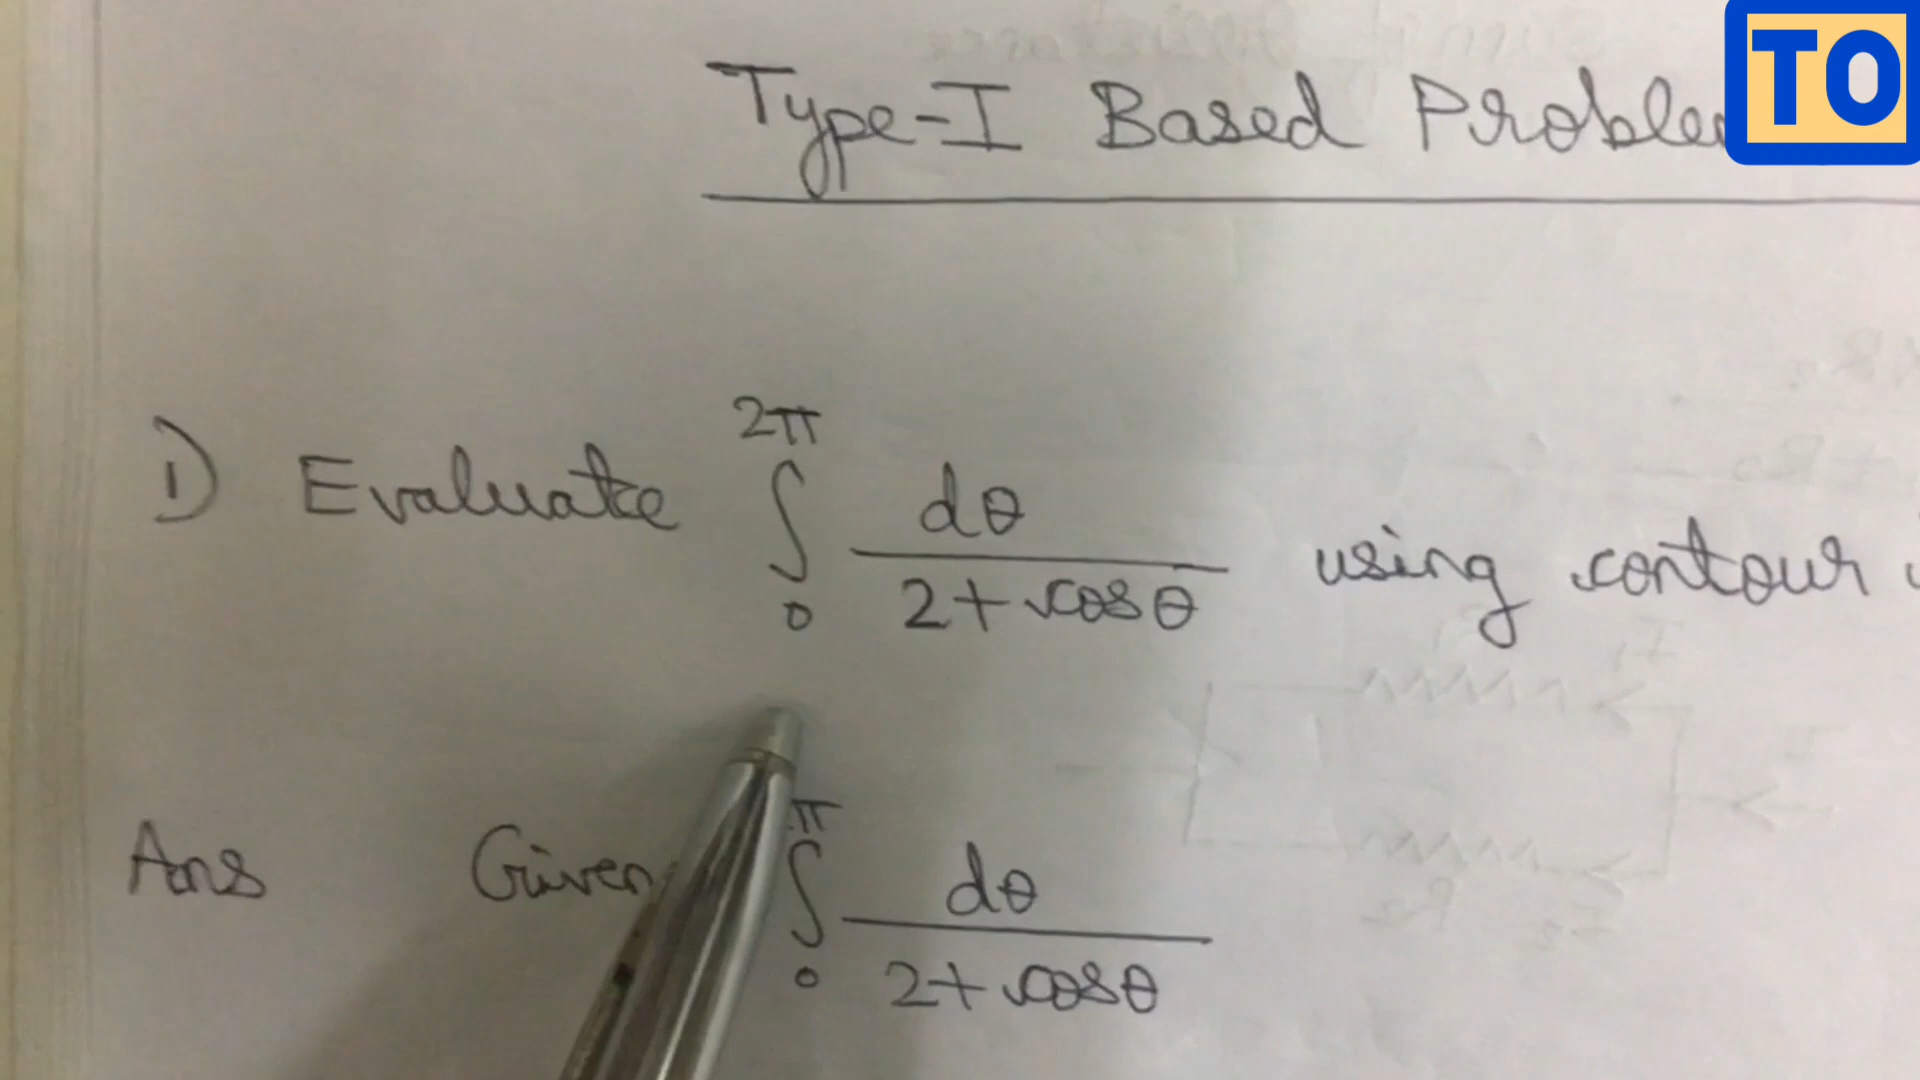 TO
Type-I Based Proble
1) Evaluate ∫₀^2π dθ / 2+cosθ using contour
Ans Given ∫₀^π dθ / 2+cosθ